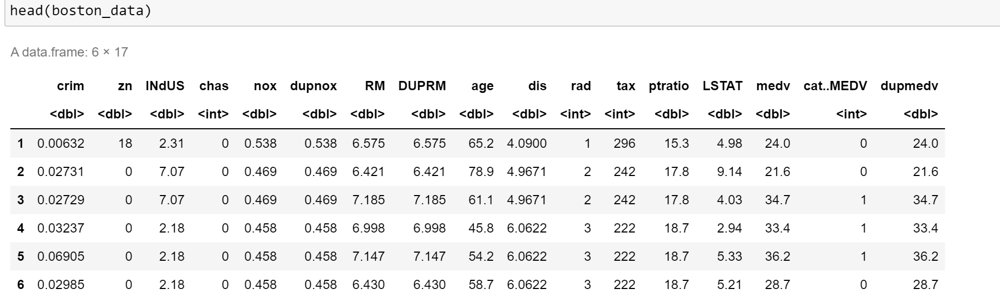 head(boston_data)
A data.frame: 6 × 17
crim zn INdUS chas nox dupnox RM DUPRM age dis rad tax ptratio LSTAT medv cat..MEDV dupmedv
<dbl> <dbl> <dbl> <int> <dbl> <dbl> <dbl> <dbl> <dbl> <dbl> <int> <int> <dbl> <dbl> <dbl> <int> <dbl>
1 0.00632 18 2.31 0 0.538 0.538 6.575 6.575 65.2 4.0900 1 296 15.3 4.98 24.0 0 24.0
2 0.02731 0 7.07 0 0.469 0.469 6.421 6.421 78.9 4.9671 2 242 17.8 9.14 21.6 0 21.6
3 0.02729 0 7.07 0 0.469 0.469 7.185 7.185 61.1 4.9671 2 242 17.8 4.03 34.7 1 34.7
4 0.03237 0 2.18 0 0.458 0.458 6.998 6.998 45.8 6.0622 3 222 18.7 2.94 33.4 1 33.4
5 0.06905 0 2.18 0 0.458 0.458 7.147 7.147 54.2 6.0622 3 222 18.7 5.33 36.2 1 36.2
6 0.02985 0 2.18 0 0.458 0.458 6.430 6.430 58.7 6.0622 3 222 18.7 5.21 28.7 0 28.7